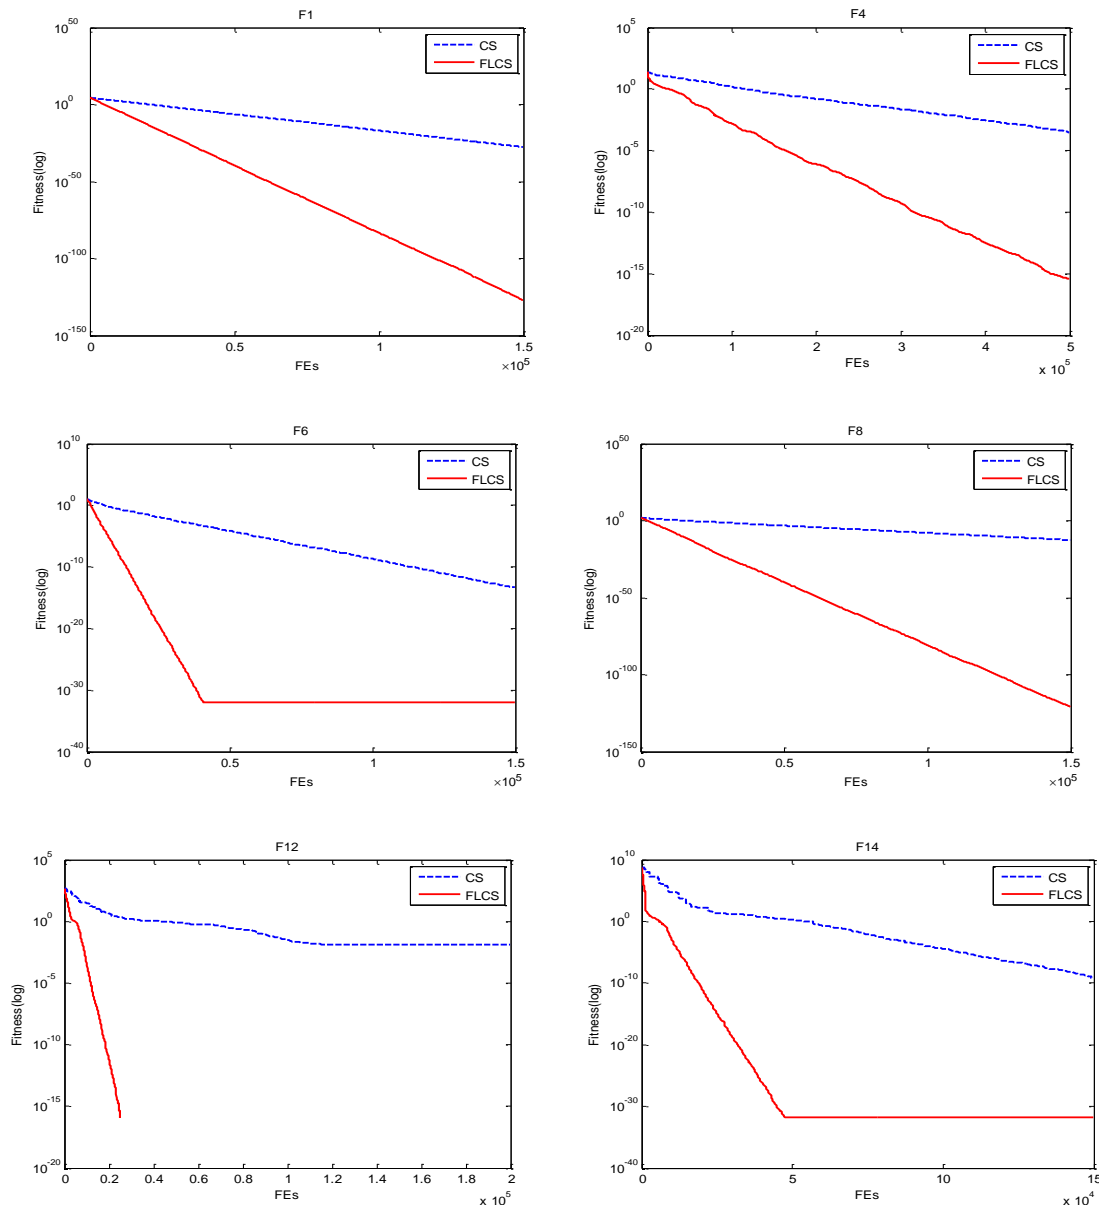 F1
10^50
10^0
10^-50
10^-100
10^-150
Fitness(log)
CS
FLCS
0
0.5
1
1.5
FEs
×10^5
F4
10^5
10^0
10^-5
10^-10
10^-15
10^-20
Fitness(log)
CS
FLCS
0
1
2
3
4
5
FEs
x 10^5
F6
10^10
10^0
10^-10
10^-20
10^-30
10^-40
Fitness(log)
CS
FLCS
0
0.5
1
1.5
FEs
×10^5
F8
10^50
10^0
10^-50
10^-100
10^-150
Fitness(log)
CS
FLCS
0
0.5
1
1.5
FEs
×10^5
F12
10^5
10^0
10^-5
10^-10
10^-15
10^-20
Fitness(log)
CS
FLCS
0
0.2
0.4
0.6
0.8
1
1.2
1.4
1.6
1.8
2
FEs
x 10^5
F14
10^10
10^0
10^-10
10^-20
10^-30
10^-40
Fitness(log)
CS
FLCS
0
5
10
15
FEs
x 10^4